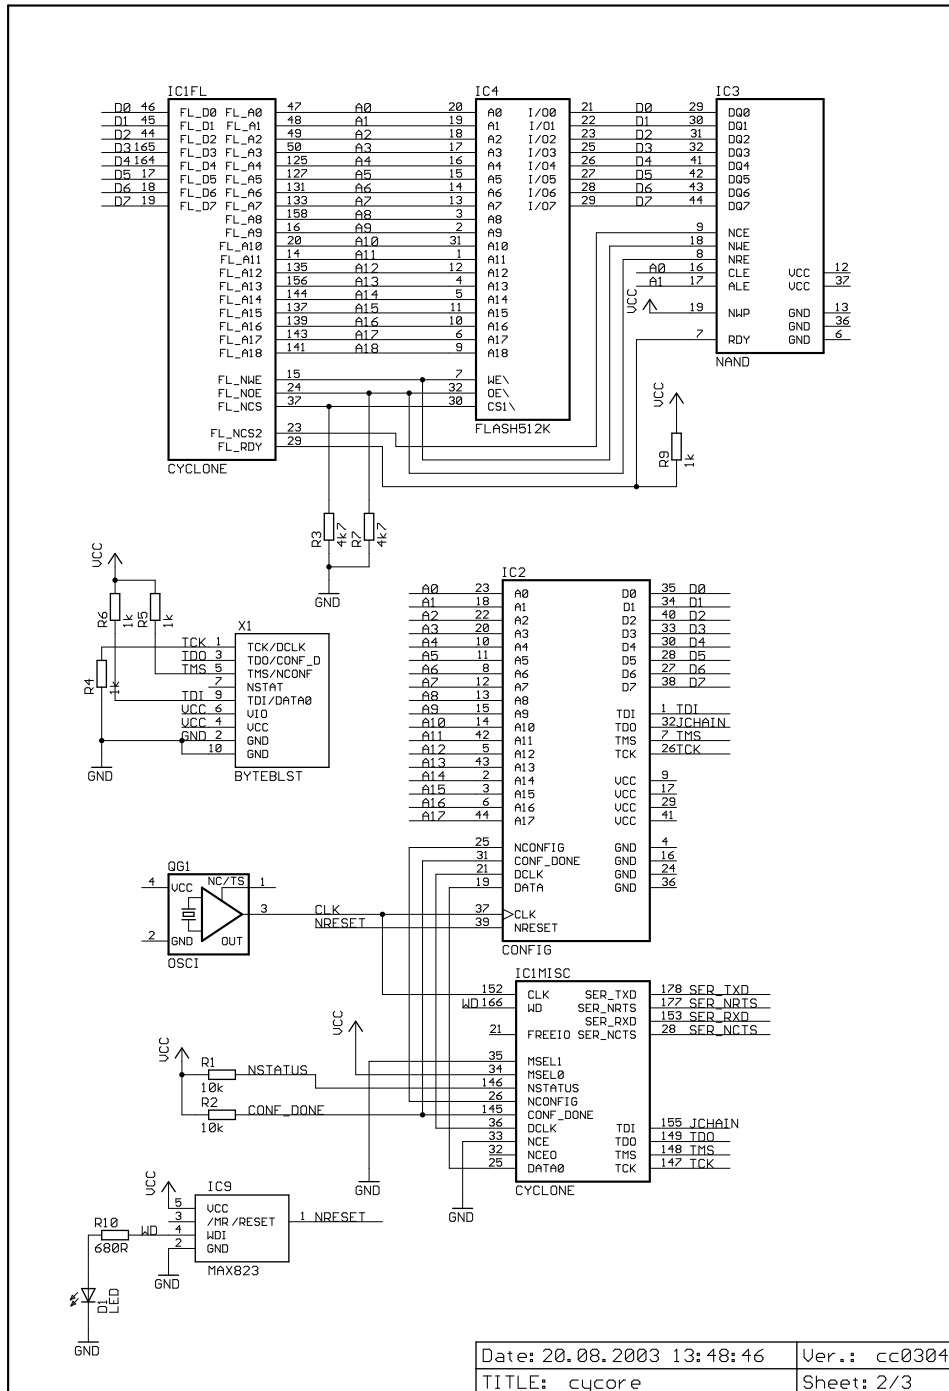 IC1FL IC4 IC3
D0 46 FL_D0 FL_A0 47 A0 20 A0 I/O0 21 D0 29 DQ0
D1 45 FL_D1 FL_A1 48 A1 19 A1 I/O1 22 D1 30 DQ1
D2 44 FL_D2 FL_A2 49 A2 18 A2 I/O2 23 D2 31 DQ2
D3 165 FL_D3 FL_A3 50 A3 17 A3 I/O3 25 D3 32 DQ3
D4 164 FL_D4 FL_A4 125 A4 16 A4 I/O4 26 D4 41 DQ4
D5 17 FL_D5 FL_A5 127 A5 15 A5 I/O5 27 D5 42 DQ5
D6 18 FL_D6 FL_A6 131 A6 14 A6 I/O6 28 D6 43 DQ6
D7 19 FL_D7 FL_A7 133 A7 13 A7 I/O7 29 D7 44 DQ7
FL_A8 158 A8 3 A8
FL_A9 16 A9 2 A9 9 NCE
FL_A10 20 A10 31 A10 18 NWE
FL_A11 14 A11 1 A11 8 NRE
FL_A12 135 A12 12 A12 A0 16 CLE VCC 12
FL_A13 156 A13 4 A13 A1 17 ALE VCC 37
FL_A14 144 A14 5 A14 VCC
FL_A15 137 A15 11 A15 19 NWP GND 13
FL_A16 139 A16 10 A16 GND 36
FL_A17 143 A17 6 A17 7 RDY GND 6
FL_A18 141 A18 9 A18
NAND
FL_NWE 15 7 WE\
FL_NOE 24 32 OE\
FL_NCS 37 30 CS1\
VCC
FLASH512K
FL_NCS2 23
FL_RDY 29
R9 1k
CYCLONE
R3 4k7 R7 4k7
VCC
GND
IC2
A0 23 A0 D0 35 D0
A1 18 A1 D1 34 D1
A2 22 A2 D2 40 D2
A3 20 A3 D3 33 D3
A4 10 A4 D4 30 D4
A5 11 A5 D5 28 D5
A6 8 A6 D6 27 D6
A7 12 A7 D7 38 D7
A8 13 A8
A9 15 A9 TDI 1 TDI
A10 14 A10 TDO 32 JCHAIN
A11 42 A11 TMS 7 TMS
A12 5 A12 TCK 26 TCK
A13 43 A13
A14 2 A14 VCC 9
A15 3 A15 VCC 17
A16 6 A16 VCC 29
A17 44 A17 VCC 41
25 NCONFIG GND 4
31 CONF_DONE GND 16
21 DCLK GND 24
19 DATA GND 36
CLK 37 CLK
NRESET 39 NRESET
CONFIG
R6 1k R5 1k
X1
TCK 1 TCK/DCLK
TDO 3 TDO/CONF_D
TMS 5 TMS/NCONF
7 NSTAT
TDI 9 TDI/DATA0
VCC 6 VIO
VCC 4 VCC
GND 2 GND
10 GND
BYTEBLST
R4 1k
GND
QG1
4 VCC NC/TS 1
3
2 GND OUT
OSCI
IC1MISC
152 CLK SER_TXD 178 SER_TXD
WD 166 WD SER_NRTS 177 SER_NRTS
SER_RXD 153 SER_RXD
21 FREEIO SER_NCTS 28 SER_NCTS
35 MSEL1
34 MSEL0
146 NSTATUS
26 NCONFIG
145 CONF_DONE
36 DCLK TDI 155 JCHAIN
33 NCE TDO 149 TDO
32 NCEO TMS 148 TMS
25 DATA0 TCK 147 TCK
CYCLONE
VCC
VCC
R1 NSTATUS
10k
R2 CONF_DONE
10k
GND
GND
VCC
IC9
5 VCC
3 /MR /RESET 1 NRESET
4 WDI
2 GND
MAX823
R10 WD
680R
GND
D1 LED
GND
Date: 20.08.2003 13:48:46 Ver.: cc0304
TITLE: cycore Sheet: 2/3